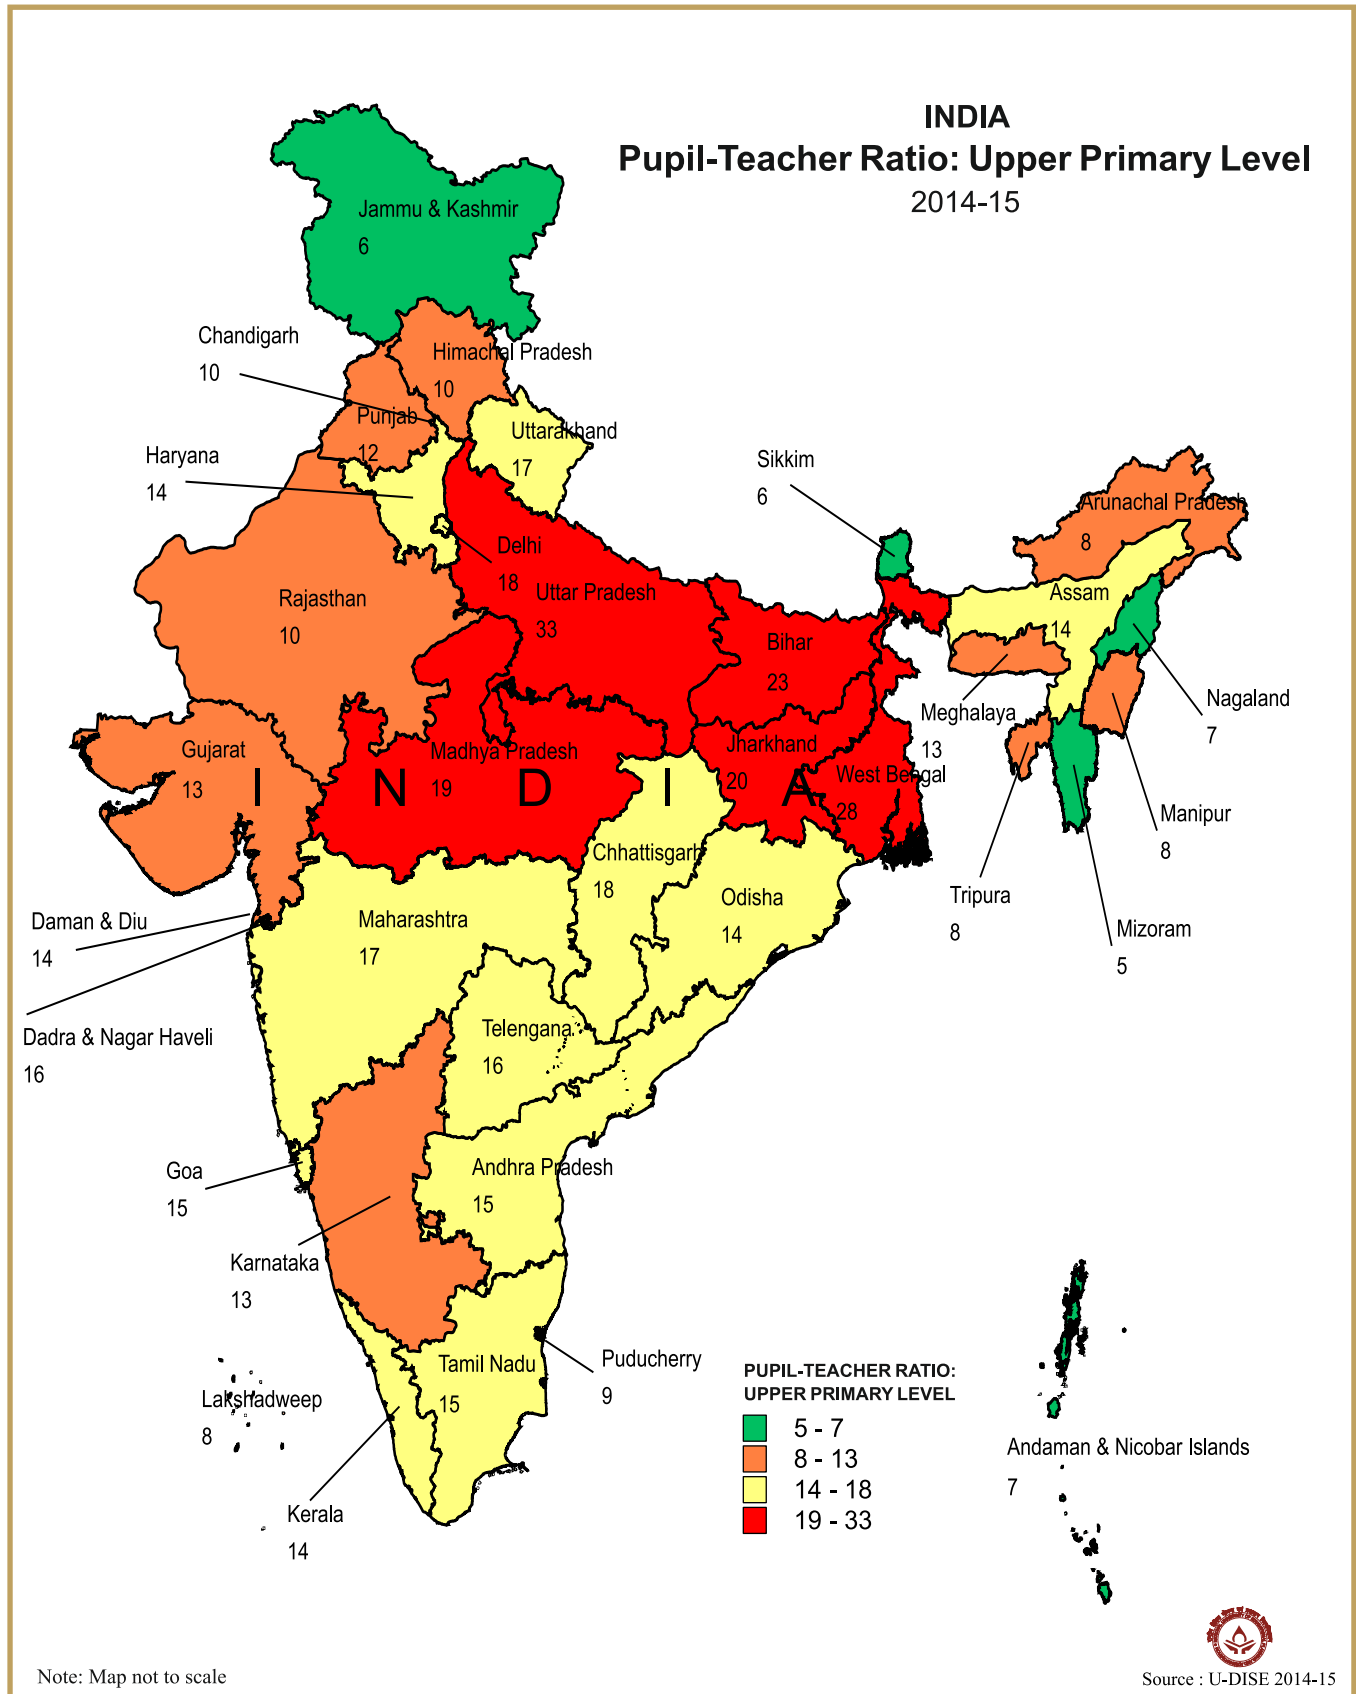 INDIA
Pupil-Teacher Ratio: Upper Primary Level
2014-15
Jammu & Kashmir
6
Chandigarh
10
Himachal Pradesh
10
Punjab
12
Uttarakhand
17
Haryana
14
Sikkim
6
Arunachal Pradesh
8
Delhi
18
Uttar Pradesh
33
Rajasthan
10
Assam
14
Bihar
23
Nagaland
7
Meghalaya
13
Gujarat
13
Madhya Pradesh
19
Jharkhand
20
West Bengal
28
I N D I A
Manipur
8
Chhattisgarh
18
Odisha
14
Tripura
8
Mizoram
5
Maharashtra
17
Daman & Diu
14
Dadra & Nagar Haveli
16
Telengana
16
Goa
15
Andhra Pradesh
15
Karnataka
13
Tamil Nadu
15
Puducherry
9
Lakshadweep
8
Kerala
14
PUPIL-TEACHER RATIO:
UPPER PRIMARY LEVEL
5 - 7
8 - 13
14 - 18
19 - 33
Andaman & Nicobar Islands
7
Note: Map not to scale
Source : U-DISE 2014-15